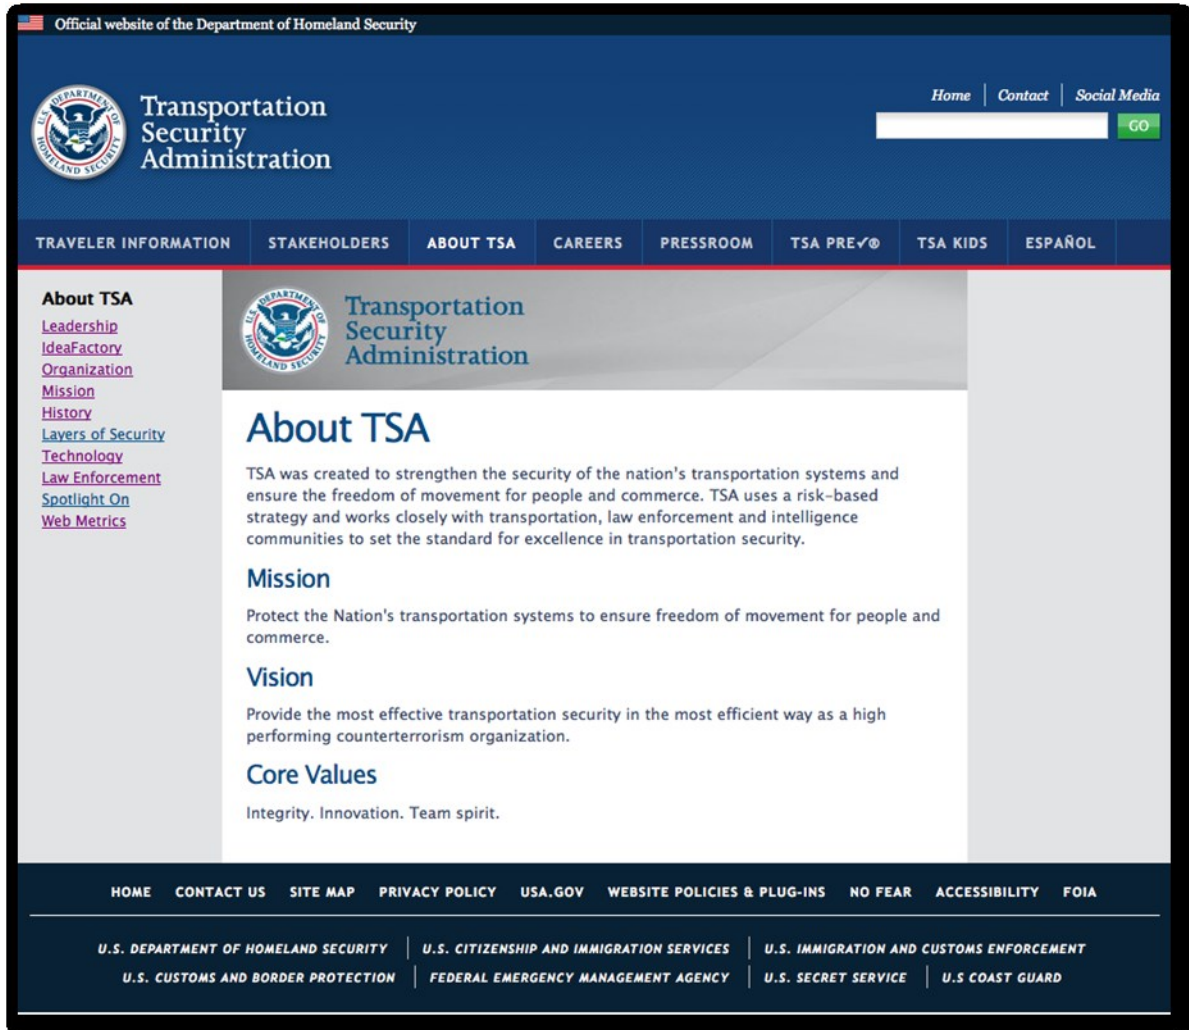 Official website of the Department of Homeland Security
U.S. DEPARTMENT OF HOMELAND SECURITY
Transportation
Security
Administration
Home
Contact
Social Media
GO
TRAVELER INFORMATION
STAKEHOLDERS
ABOUT TSA
CAREERS
PRESSROOM
TSA PRE✓®
TSA KIDS
ESPAÑOL
About TSA
Leadership
IdeaFactory
Organization
Mission
History
Layers of Security
Technology
Law Enforcement
Spotlight On
Web Metrics
U.S. DEPARTMENT OF HOMELAND SECURITY
Transportation
Security
Administration
About TSA
TSA was created to strengthen the security of the nation's transportation systems and
ensure the freedom of movement for people and commerce. TSA uses a risk-based
strategy and works closely with transportation, law enforcement and intelligence
communities to set the standard for excellence in transportation security.
Mission
Protect the Nation's transportation systems to ensure freedom of movement for people and
commerce.
Vision
Provide the most effective transportation security in the most efficient way as a high
performing counterterrorism organization.
Core Values
Integrity. Innovation. Team spirit.
HOME CONTACT US SITE MAP PRIVACY POLICY USA.GOV WEBSITE POLICIES & PLUG-INS NO FEAR ACCESSIBILITY FOIA
U.S. DEPARTMENT OF HOMELAND SECURITY | U.S. CITIZENSHIP AND IMMIGRATION SERVICES | U.S. IMMIGRATION AND CUSTOMS ENFORCEMENT
U.S. CUSTOMS AND BORDER PROTECTION | FEDERAL EMERGENCY MANAGEMENT AGENCY | U.S. SECRET SERVICE | U.S COAST GUARD